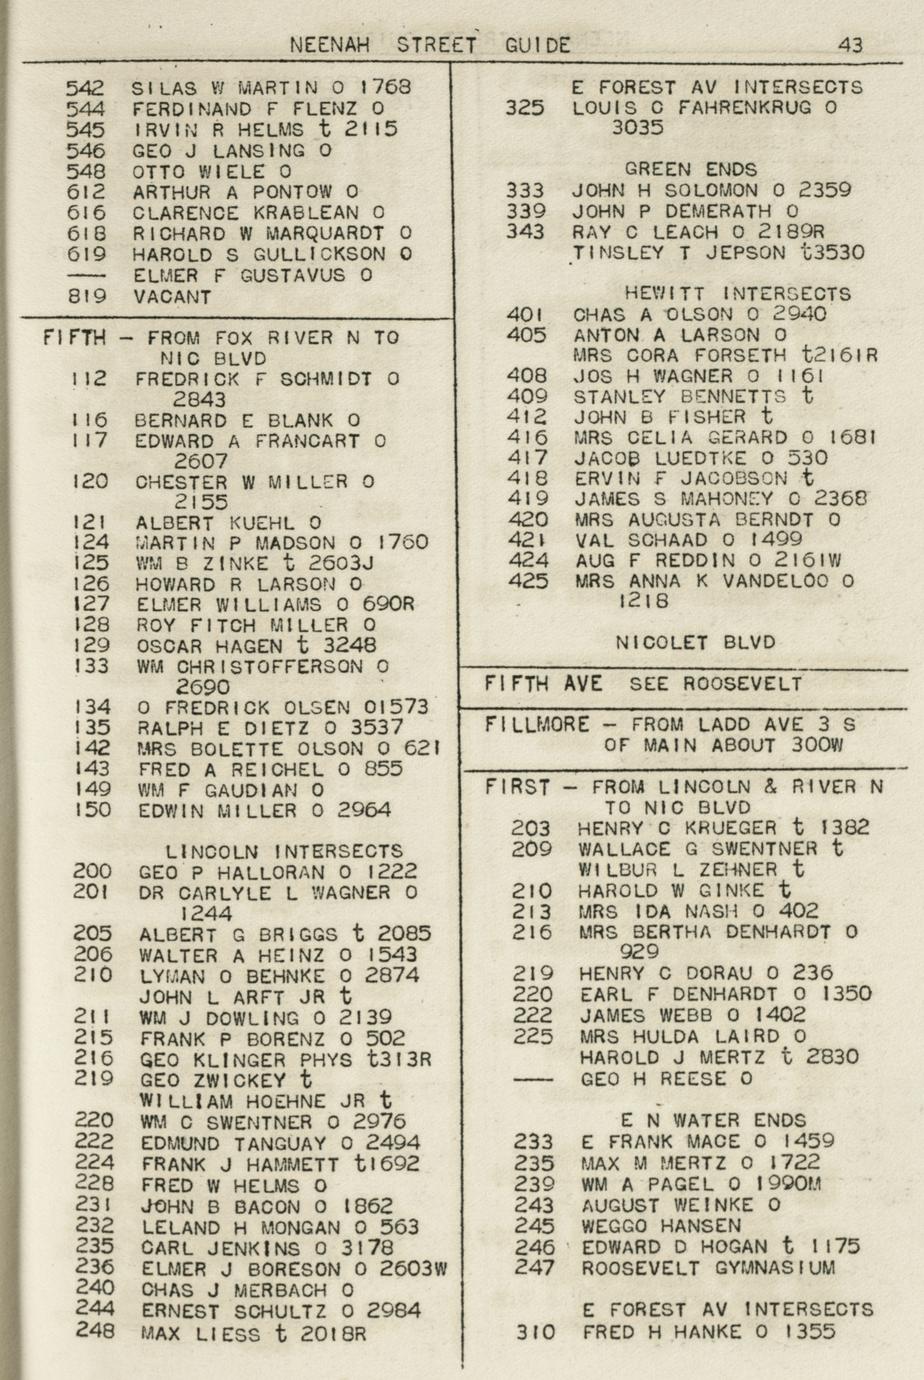 NEENAH STREET GUIDE 43
542 SILAS W MARTIN O 1768
544 FERDINAND F FLENZ O
545 IRVIN R HELMS t 2115
546 GEO J LANSING O
548 OTTO WIELE O
612 ARTHUR A PONTOW O
616 CLARENCE KRABLEAN O
618 RICHARD W MARQUARDT O
619 HAROLD S GULLICKSON O
— ELMER F GUSTAVUS O
819 VACANT
FIFTH – FROM FOX RIVER N TO
NIC BLVD
112 FREDRICK F SCHMIDT O
2843
116 BERNARD E BLANK O
117 EDWARD A FRANCART O
2607
120 CHESTER W MILLER O
2155
121 ALBERT KUEHL O
124 MARTIN P MADSON O 1760
125 WM B ZINKE t 2603J
126 HOWARD R LARSON O
127 ELMER WILLIAMS O 690R
128 ROY FITCH MILLER O
129 OSCAR HAGEN t 3248
133 WM CHRISTOFFERSON O
2690
134 O FREDRICK OLSEN O1573
135 RALPH E DIETZ O 3537
142 MRS BOLETTE OLSON O 621
143 FRED A REICHEL O 855
149 WM F GAUDIAN O
150 EDWIN MILLER O 2964
LINCOLN INTERSECTS
200 GEO P HALLORAN O 1222
201 DR CARLYLE L WAGNER O
1244
205 ALBERT G BRIGGS t 2085
206 WALTER A HEINZ O 1543
210 LYMAN O BEHNKE O 2874
JOHN L ARFT JR t
211 WM J DOWLING O 2139
215 FRANK P BORENZ O 502
216 GEO KLINGER PHYS t313R
219 GEO ZWICKEY t
WILLIAM HOEHNE JR t
220 WM C SWENTNER O 2976
222 EDMUND TANGUAY O 2494
224 FRANK J HAMMETT t1692
228 FRED W HELMS O
231 JOHN B BACON O 1862
232 LELAND H MONGAN O 563
235 CARL JENKINS O 3178
236 ELMER J BORESON O 2603W
240 CHAS J MERBACH O
244 ERNEST SCHULTZ O 2984
248 MAX LIESS t 2018R
E FOREST AV INTERSECTS
325 LOUIS C FAHRENKRUG O
3035
GREEN ENDS
333 JOHN H SOLOMON O 2359
339 JOHN P DEMERATH O
343 RAY C LEACH O 2189R
TINSLEY T JEPSON t3530
HEWITT INTERSECTS
401 CHAS A OLSON O 2940
405 ANTON A LARSON O
MRS CORA FORSETH t2161R
408 JOS H WAGNER O 1161
409 STANLEY BENNETTS t
412 JOHN B FISHER t
416 MRS CELIA GERARD O 1681
417 JACOB LUEDTKE O 530
418 ERVIN F JACOBSON t
419 JAMES S MAHONEY O 2368
420 MRS AUGUSTA BERNDT O
421 VAL SCHAAD O 1499
424 AUG F REDDIN O 2161W
425 MRS ANNA K VANDELOO O
1218
NICOLET BLVD
FIFTH AVE SEE ROOSEVELT
FILLMORE – FROM LADD AVE 3 S
OF MAIN ABOUT 300W
FIRST – FROM LINCOLN & RIVER N
TO NIC BLVD
203 HENRY C KRUEGER t 1382
209 WALLACE G SWENTNER t
WILBUR L ZEHNER t
210 HAROLD W GINKE t
213 MRS IDA NASH O 402
216 MRS BERTHA DENHARDT O
929
219 HENRY C DORAU O 236
220 EARL F DENHARDT O 1350
222 JAMES WEBB O 1402
225 MRS HULDA LAIRD O
HAROLD J MERTZ t 2830
— GEO H REESE O
E N WATER ENDS
233 E FRANK MACE O 1459
235 MAX M MERTZ O 1722
239 WM A PAGEL O 1990M
243 AUGUST WEINKE O
245 WEGGO HANSEN
246 EDWARD D HOGAN t 1175
247 ROOSEVELT GYMNASIUM
E FOREST AV INTERSECTS
310 FRED H HANKE O 1355